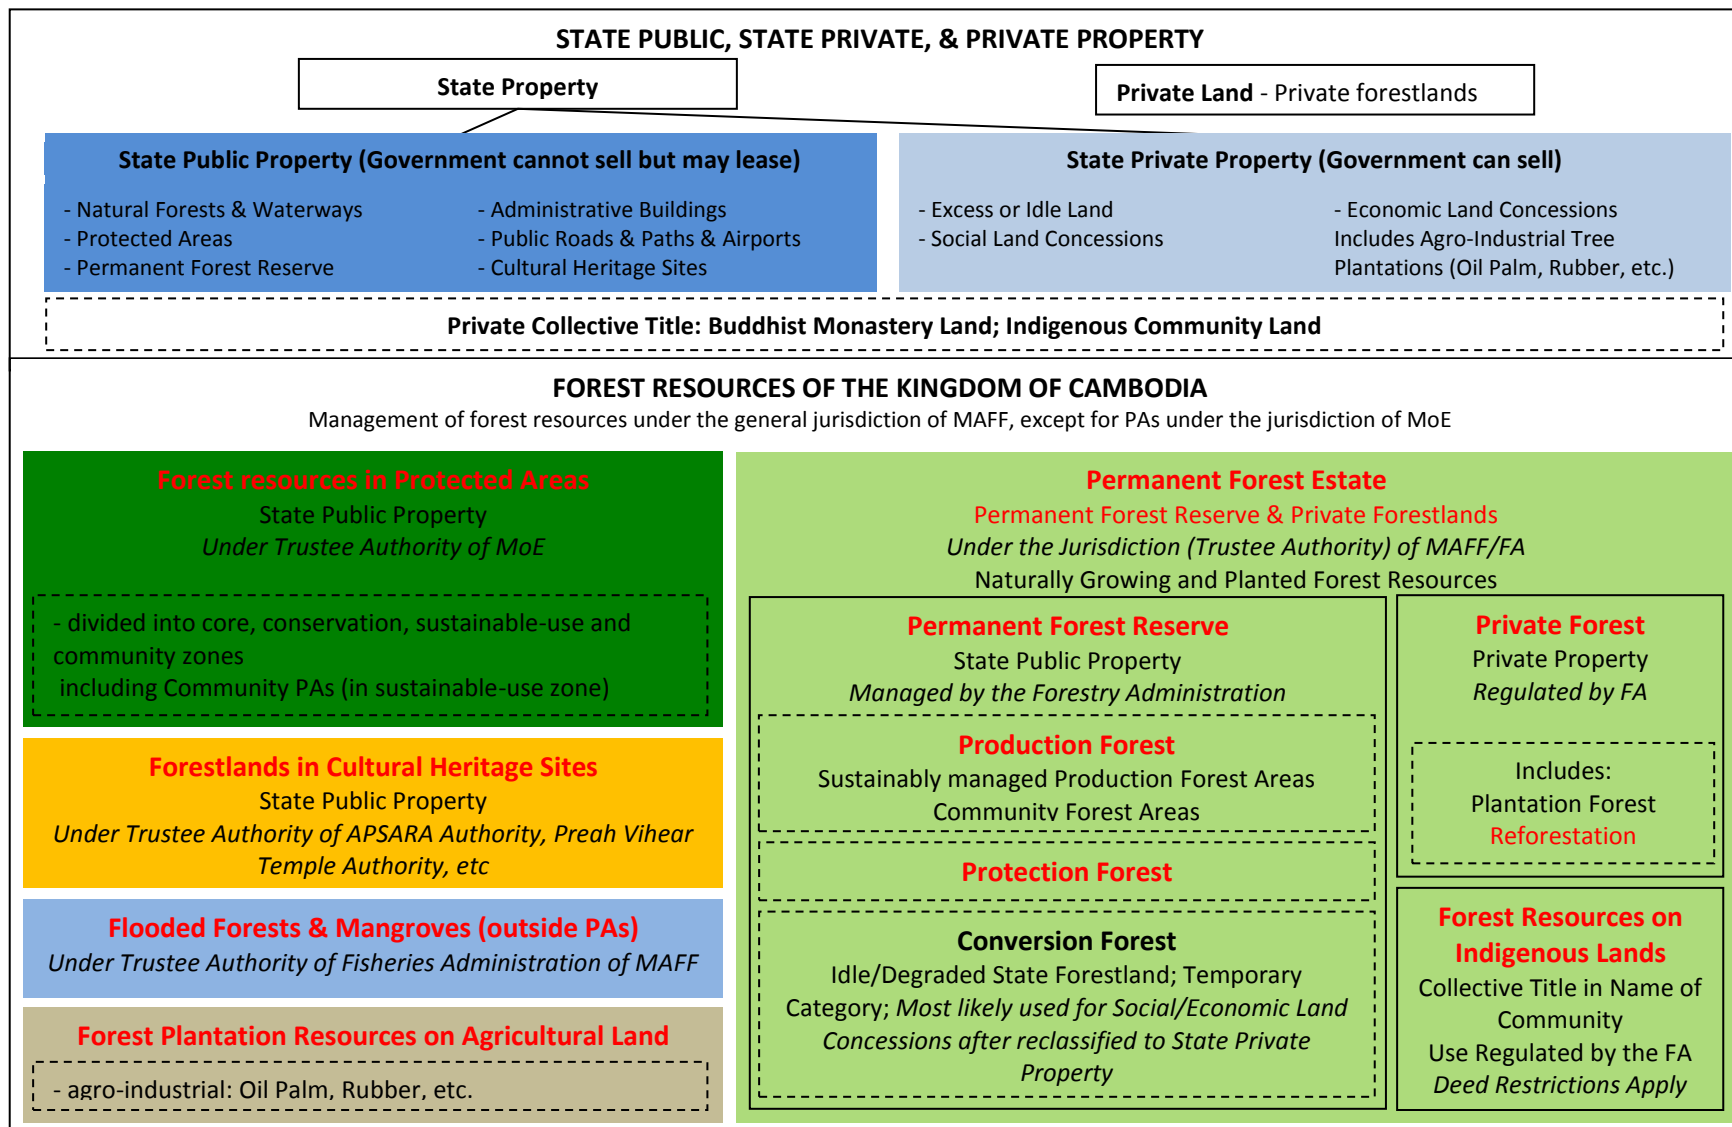 STATE PUBLIC, STATE PRIVATE, & PRIVATE PROPERTY
State Property
Private Land - Private forestlands
State Public Property (Government cannot sell but may lease)
- Natural Forests & Waterways
- Protected Areas
- Permanent Forest Reserve
- Administrative Buildings
- Public Roads & Paths & Airports
- Cultural Heritage Sites
State Private Property (Government can sell)
- Excess or Idle Land
- Social Land Concessions
- Economic Land Concessions
Includes Agro-Industrial Tree
Plantations (Oil Palm, Rubber, etc.)
Private Collective Title: Buddhist Monastery Land; Indigenous Community Land
FOREST RESOURCES OF THE KINGDOM OF CAMBODIA
Management of forest resources under the general jurisdiction of MAFF, except for PAs under the jurisdiction of MoE
Forest resources in Protected Areas
State Public Property
Under Trustee Authority of MoE
- divided into core, conservation, sustainable-use and
community zones
including Community PAs (in sustainable-use zone)
Forestlands in Cultural Heritage Sites
State Public Property
Under Trustee Authority of APSARA Authority, Preah Vihear
Temple Authority, etc
Flooded Forests & Mangroves (outside PAs)
Under Trustee Authority of Fisheries Administration of MAFF
Forest Plantation Resources on Agricultural Land
- agro-industrial: Oil Palm, Rubber, etc.
Permanent Forest Estate
Permanent Forest Reserve & Private Forestlands
Under the Jurisdiction (Trustee Authority) of MAFF/FA
Naturally Growing and Planted Forest Resources
Permanent Forest Reserve
State Public Property
Managed by the Forestry Administration
Production Forest
Sustainably managed Production Forest Areas
Community Forest Areas
Protection Forest
Conversion Forest
Idle/Degraded State Forestland; Temporary
Category; Most likely used for Social/Economic Land
Concessions after reclassified to State Private
Property
Private Forest
Private Property
Regulated by FA
Includes:
Plantation Forest
Reforestation
Forest Resources on
Indigenous Lands
Collective Title in Name of
Community
Use Regulated by the FA
Deed Restrictions Apply